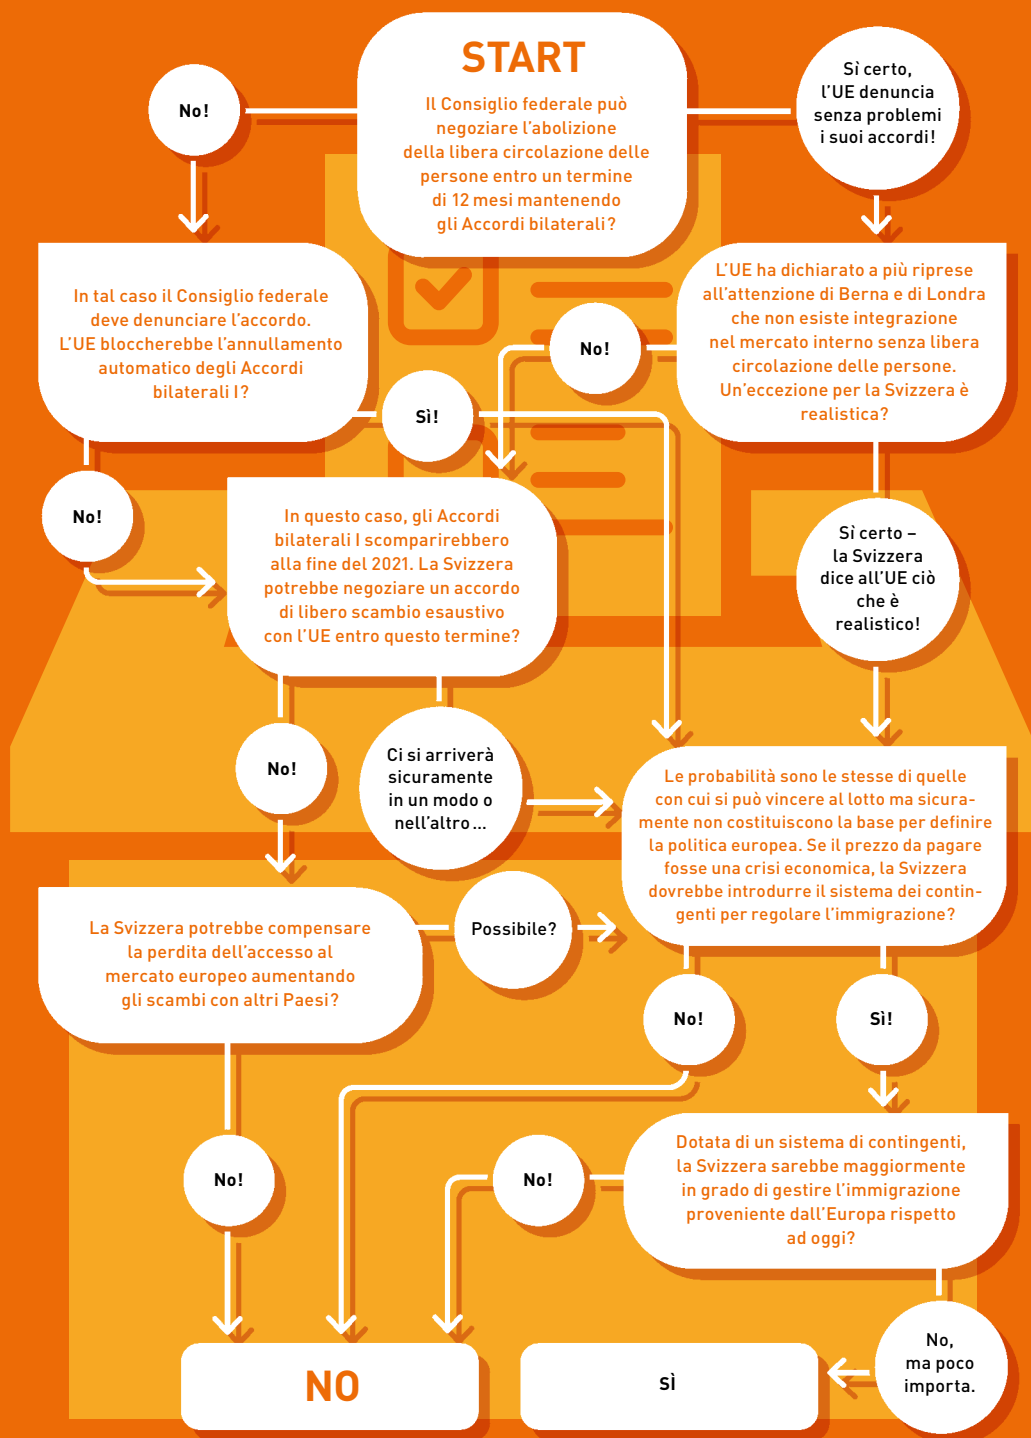 START
Il Consiglio federale può
negoziare l'abolizione
della libera circolazione delle
persone entro un termine
di 12 mesi mantenendo
gli Accordi bilaterali?
No!
Sì certo,
l'UE denuncia
senza problemi
i suoi accordi!
In tal caso il Consiglio federale
deve denunciare l'accordo.
L'UE bloccherebbe l'annullamento
automatico degli Accordi
bilaterali I?
L'UE ha dichiarato a più riprese
all'attenzione di Berna e di Londra
che non esiste integrazione
nel mercato interno senza libera
circolazione delle persone.
Un'eccezione per la Svizzera è
realistica?
No!
Sì!
No!
In questo caso, gli Accordi
bilaterali I scomparirebbero
alla fine del 2021. La Svizzera
potrebbe negoziare un accordo
di libero scambio esaustivo
con l'UE entro questo termine?
Sì certo –
la Svizzera
dice all'UE ciò
che è
realistico!
No!
Ci si arriverà
sicuramente
in un modo o
nell'altro ...
Le probabilità sono le stesse di quelle
con cui si può vincere al lotto ma sicura-
mente non costituiscono la base per definire
la politica europea. Se il prezzo da pagare
fosse una crisi economica, la Svizzera
dovrebbe introdurre il sistema dei contin-
genti per regolare l'immigrazione?
La Svizzera potrebbe compensare
la perdita dell'accesso al
mercato europeo aumentando
gli scambi con altri Paesi?
Possibile?
No!
Sì!
Dotata di un sistema di contingenti,
la Svizzera sarebbe maggiormente
in grado di gestire l'immigrazione
proveniente dall'Europa rispetto
ad oggi?
No!
No!
No,
ma poco
importa.
NO
SÌ